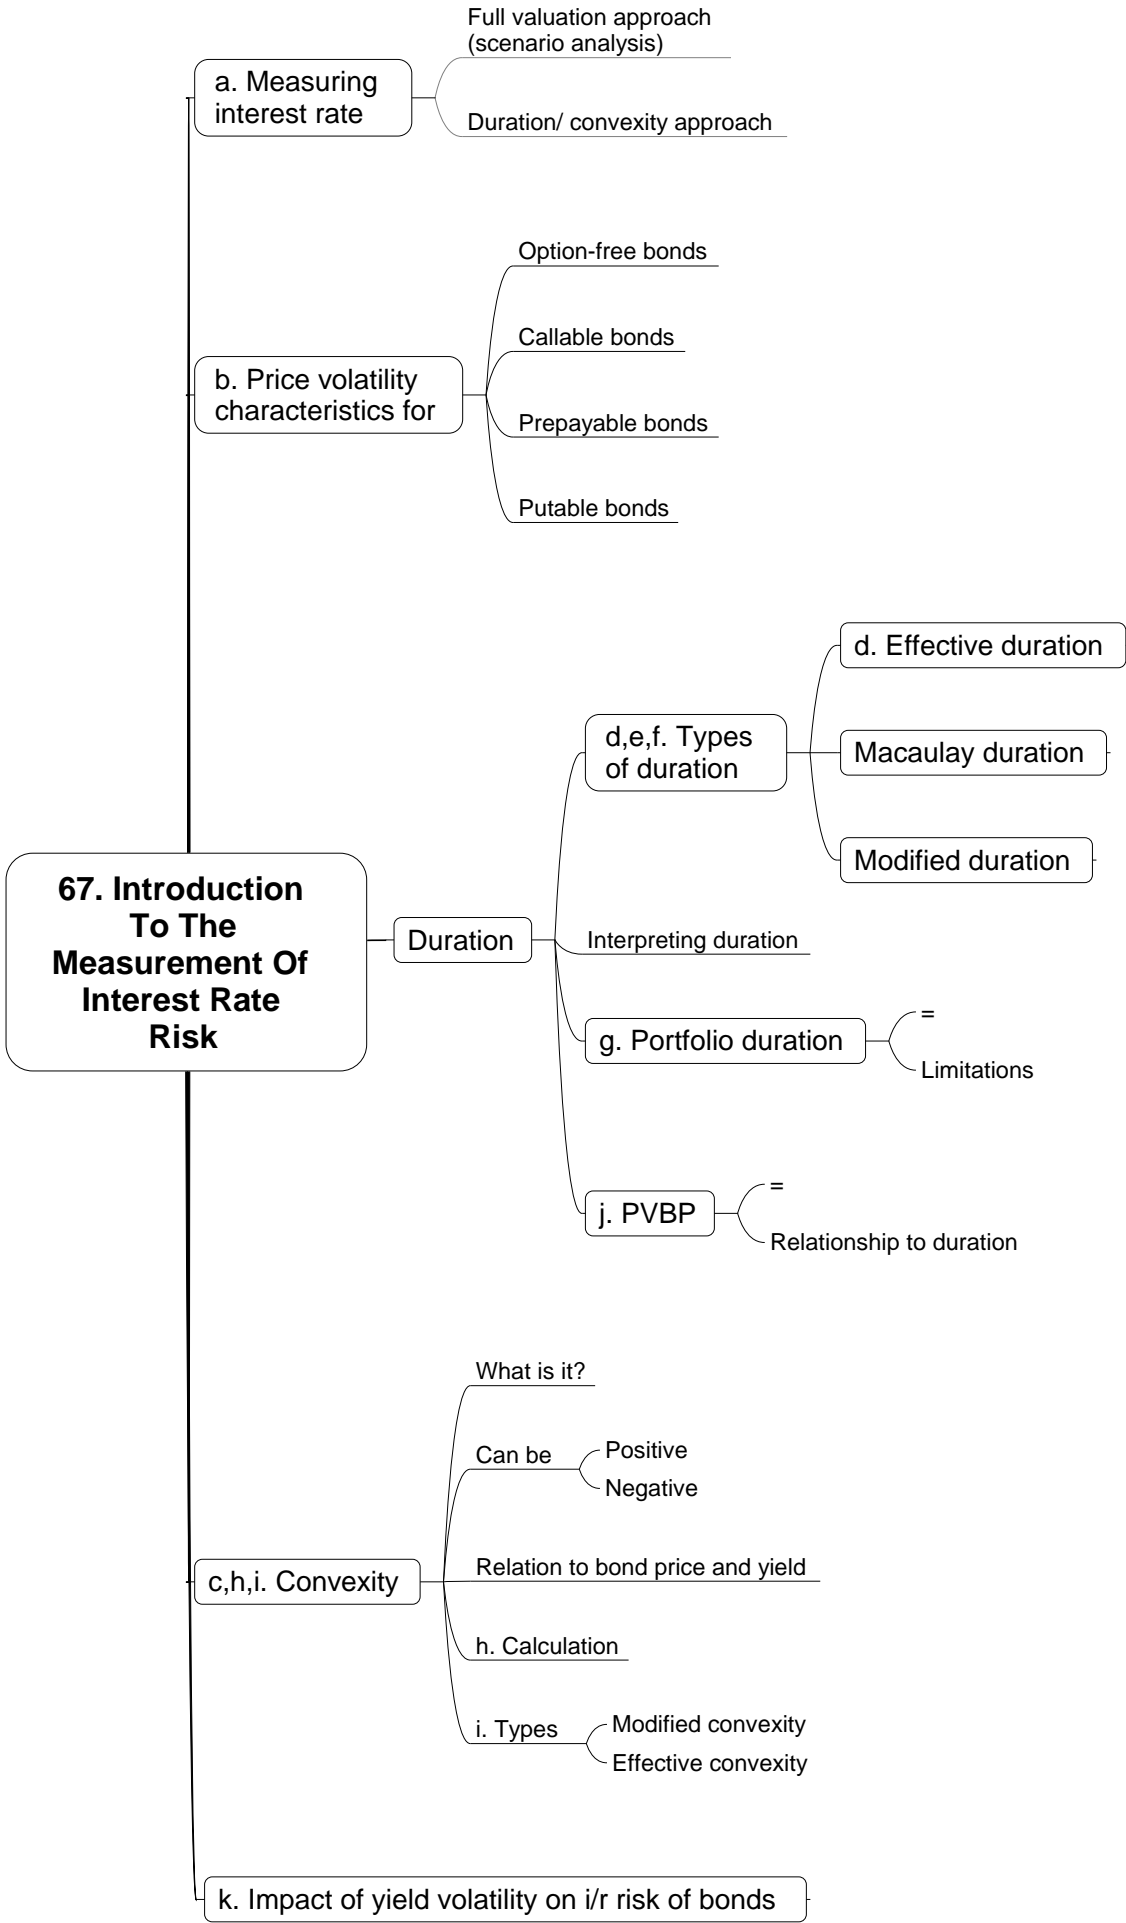 Full valuation approach
(scenario analysis)
a. Measuring
interest rate
Duration/ convexity approach
Option-free bonds
Callable bonds
b. Price volatility
characteristics for
Prepayable bonds
Putable bonds
d. Effective duration
d,e,f. Types
of duration
Macaulay duration
Modified duration
67. Introduction
To The
Measurement Of
Interest Rate
Risk
Duration
Interpreting duration
g. Portfolio duration
=
Limitations
j. PVBP
=
Relationship to duration
What is it?
Can be
Positive
Negative
c,h,i. Convexity
Relation to bond price and yield
h. Calculation
i. Types
Modified convexity
Effective convexity
k. Impact of yield volatility on i/r risk of bonds